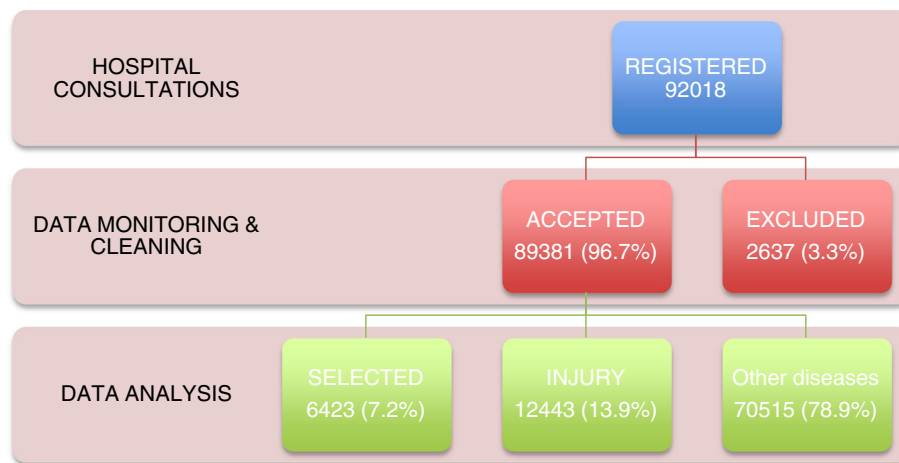 HOSPITAL
CONSULTATIONS
REGISTERED
92018
DATA MONITORING &
CLEANING
ACCEPTED
89381 (96.7%)
EXCLUDED
2637 (3.3%)
DATA ANALYSIS
SELECTED
6423 (7.2%)
INJURY
12443 (13.9%)
Other diseases
70515 (78.9%)